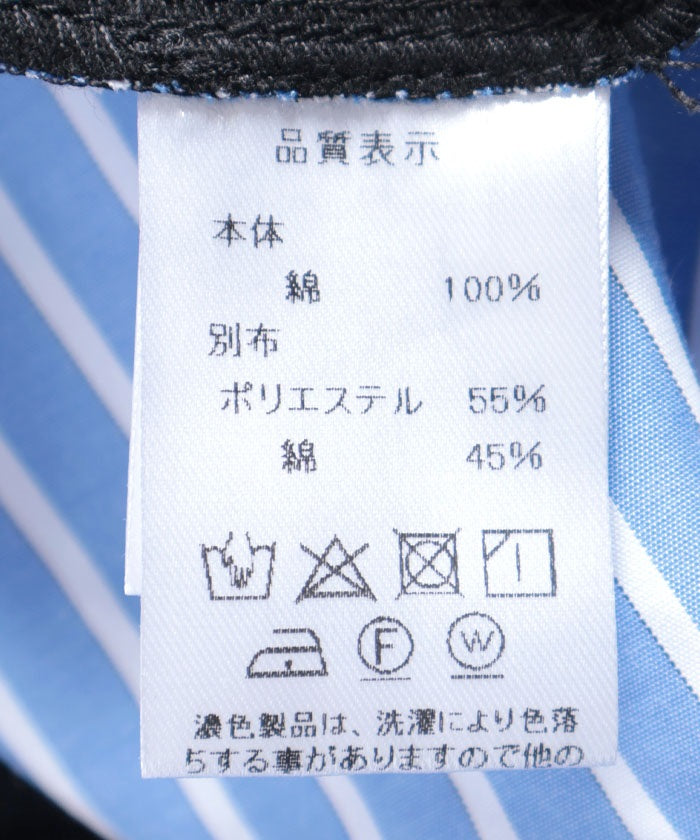 品質表示
本体
綿 100%
別布
ポリエステル 55%
綿 45%
F W
濃色製品は、洗濯により色落
ちする事がありますので他の